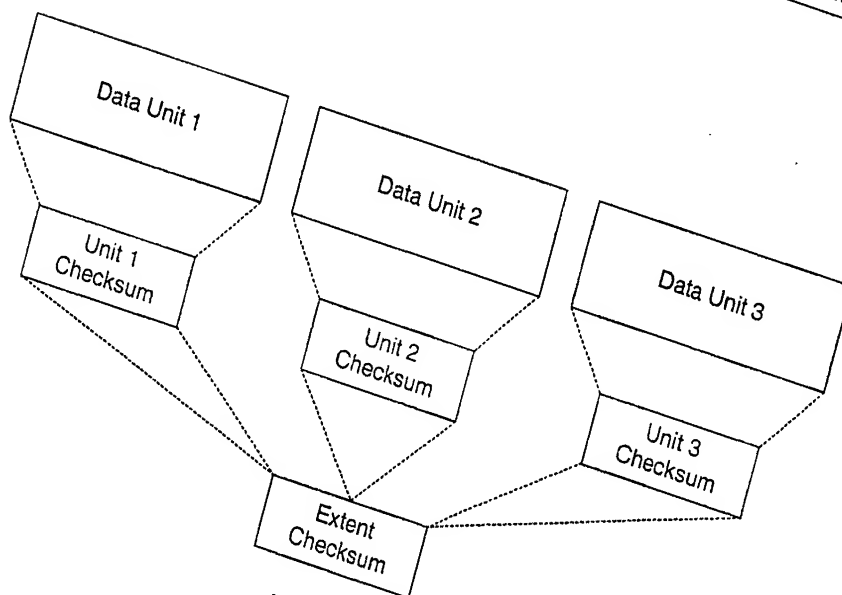 Data Unit 1
Data Unit 2
Data Unit 3
Unit 1
Checksum
Unit 2
Checksum
Unit 3
Checksum
Extent
Checksum